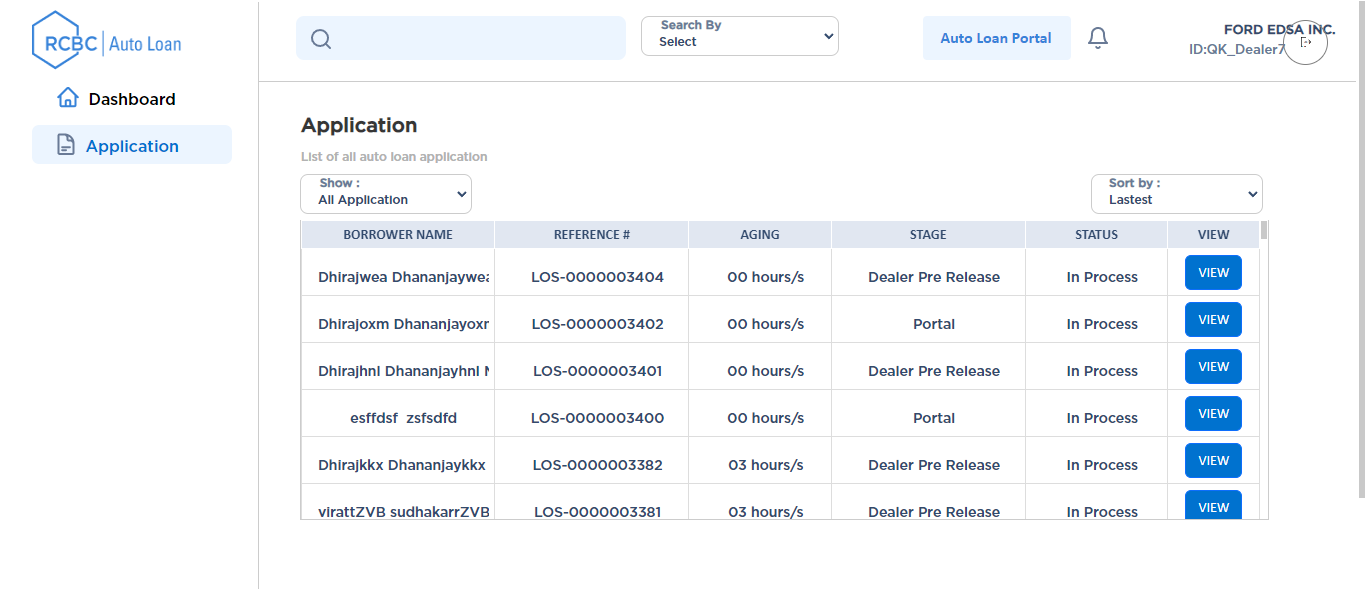 RCBC | Auto Loan
Dashboard
Application
Search By
Select
Auto Loan Portal
FORD EDSA INC.
ID:QK_Dealer7
Application
List of all auto loan application
Show :
All Application
Sort by :
Lastest
BORROWER NAME REFERENCE # AGING STAGE STATUS VIEW
Dhirajwea Dhananjaywea LOS-0000003404 00 hours/s Dealer Pre Release In Process VIEW
Dhirajoxm Dhananjayoxm LOS-0000003402 00 hours/s Portal In Process VIEW
Dhirajhnl Dhananjayhnl LOS-0000003401 00 hours/s Dealer Pre Release In Process VIEW
esffdsf zsfsdfd LOS-0000003400 00 hours/s Portal In Process VIEW
Dhirajkkx Dhananjaykkx LOS-0000003382 03 hours/s Dealer Pre Release In Process VIEW
virattZVB sudhakarrZVB LOS-0000003381 03 hours/s Dealer Pre Release In Process VIEW